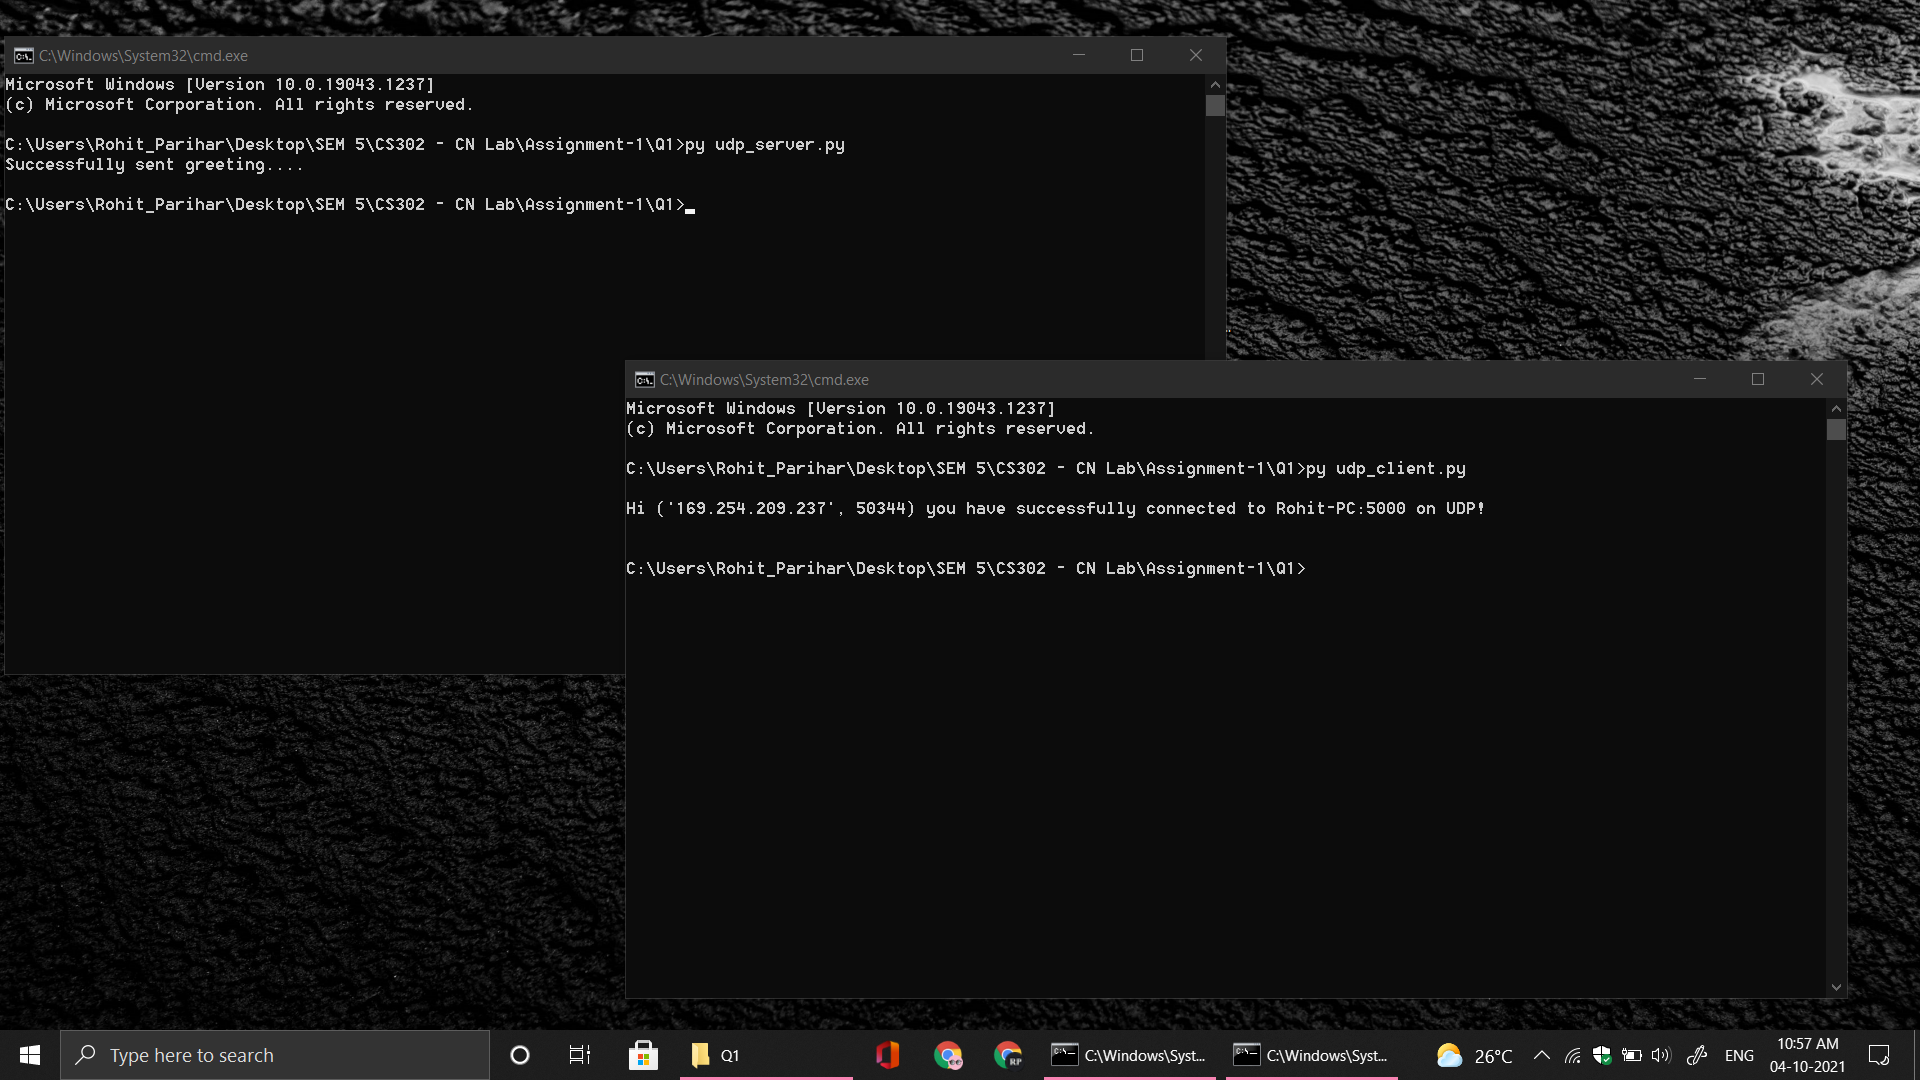 C:\Windows\System32\cmd.exe
Microsoft Windows [Version 10.0.19043.1237]
(c) Microsoft Corporation. All rights reserved.
C:\Users\Rohit_Parihar\Desktop\SEM 5\CS302 - CN Lab\Assignment-1\Q1>py udp_server.py
Successfully sent greeting....
C:\Users\Rohit_Parihar\Desktop\SEM 5\CS302 - CN Lab\Assignment-1\Q1>
C:\Windows\System32\cmd.exe
Microsoft Windows [Version 10.0.19043.1237]
(c) Microsoft Corporation. All rights reserved.
C:\Users\Rohit_Parihar\Desktop\SEM 5\CS302 - CN Lab\Assignment-1\Q1>py udp_client.py
Hi ('169.254.209.237', 50344) you have successfully connected to Rohit-PC:5000 on UDP!
C:\Users\Rohit_Parihar\Desktop\SEM 5\CS302 - CN Lab\Assignment-1\Q1>
Type here to search
Q1
RP
C:\Windows\Syst...
C:\Windows\Syst...
26°C
ENG
10:57 AM
04-10-2021